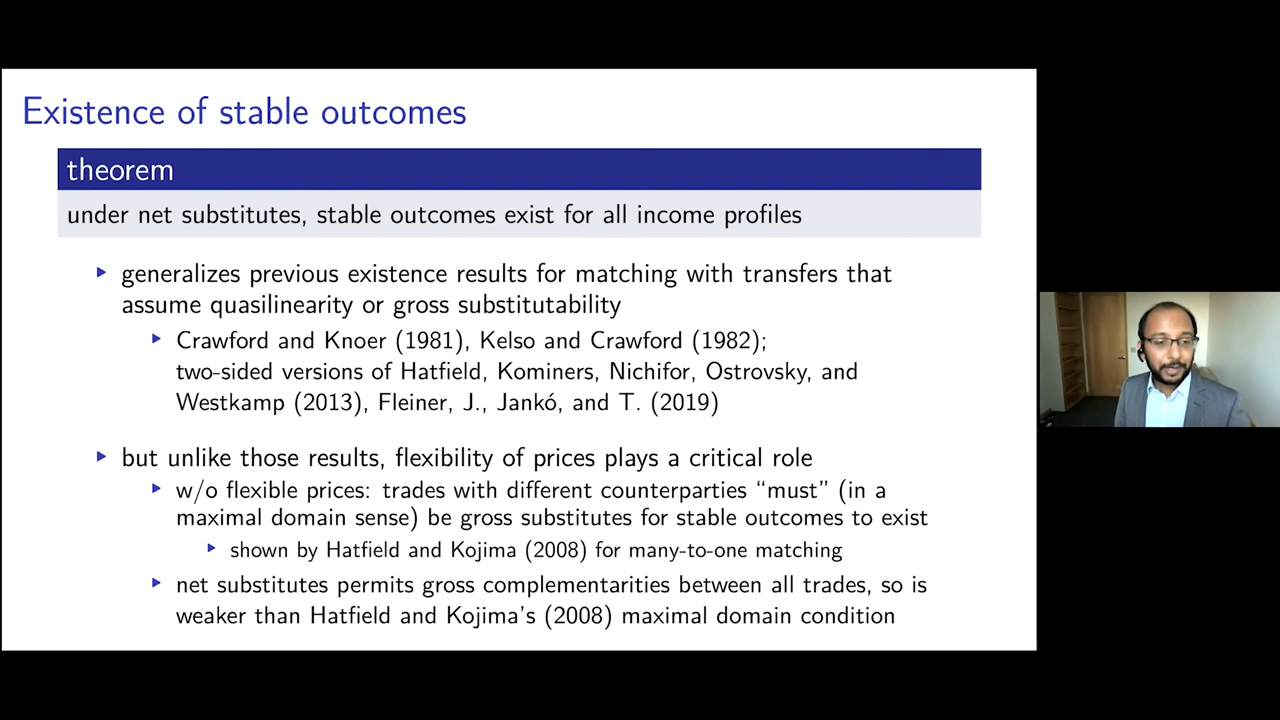 Existence of stable outcomes
theorem
under net substitutes, stable outcomes exist for all income profiles
generalizes previous existence results for matching with transfers that
assume quasilinearity or gross substitutability
Crawford and Knoer (1981), Kelso and Crawford (1982);
two-sided versions of Hatfield, Kominers, Nichifor, Ostrovsky, and
Westkamp (2013), Fleiner, J., Jankó, and T. (2019)
but unlike those results, flexibility of prices plays a critical role
w/o flexible prices: trades with different counterparties “must” (in a
maximal domain sense) be gross substitutes for stable outcomes to exist
shown by Hatfield and Kojima (2008) for many-to-one matching
net substitutes permits gross complementarities between all trades, so is
weaker than Hatfield and Kojima’s (2008) maximal domain condition